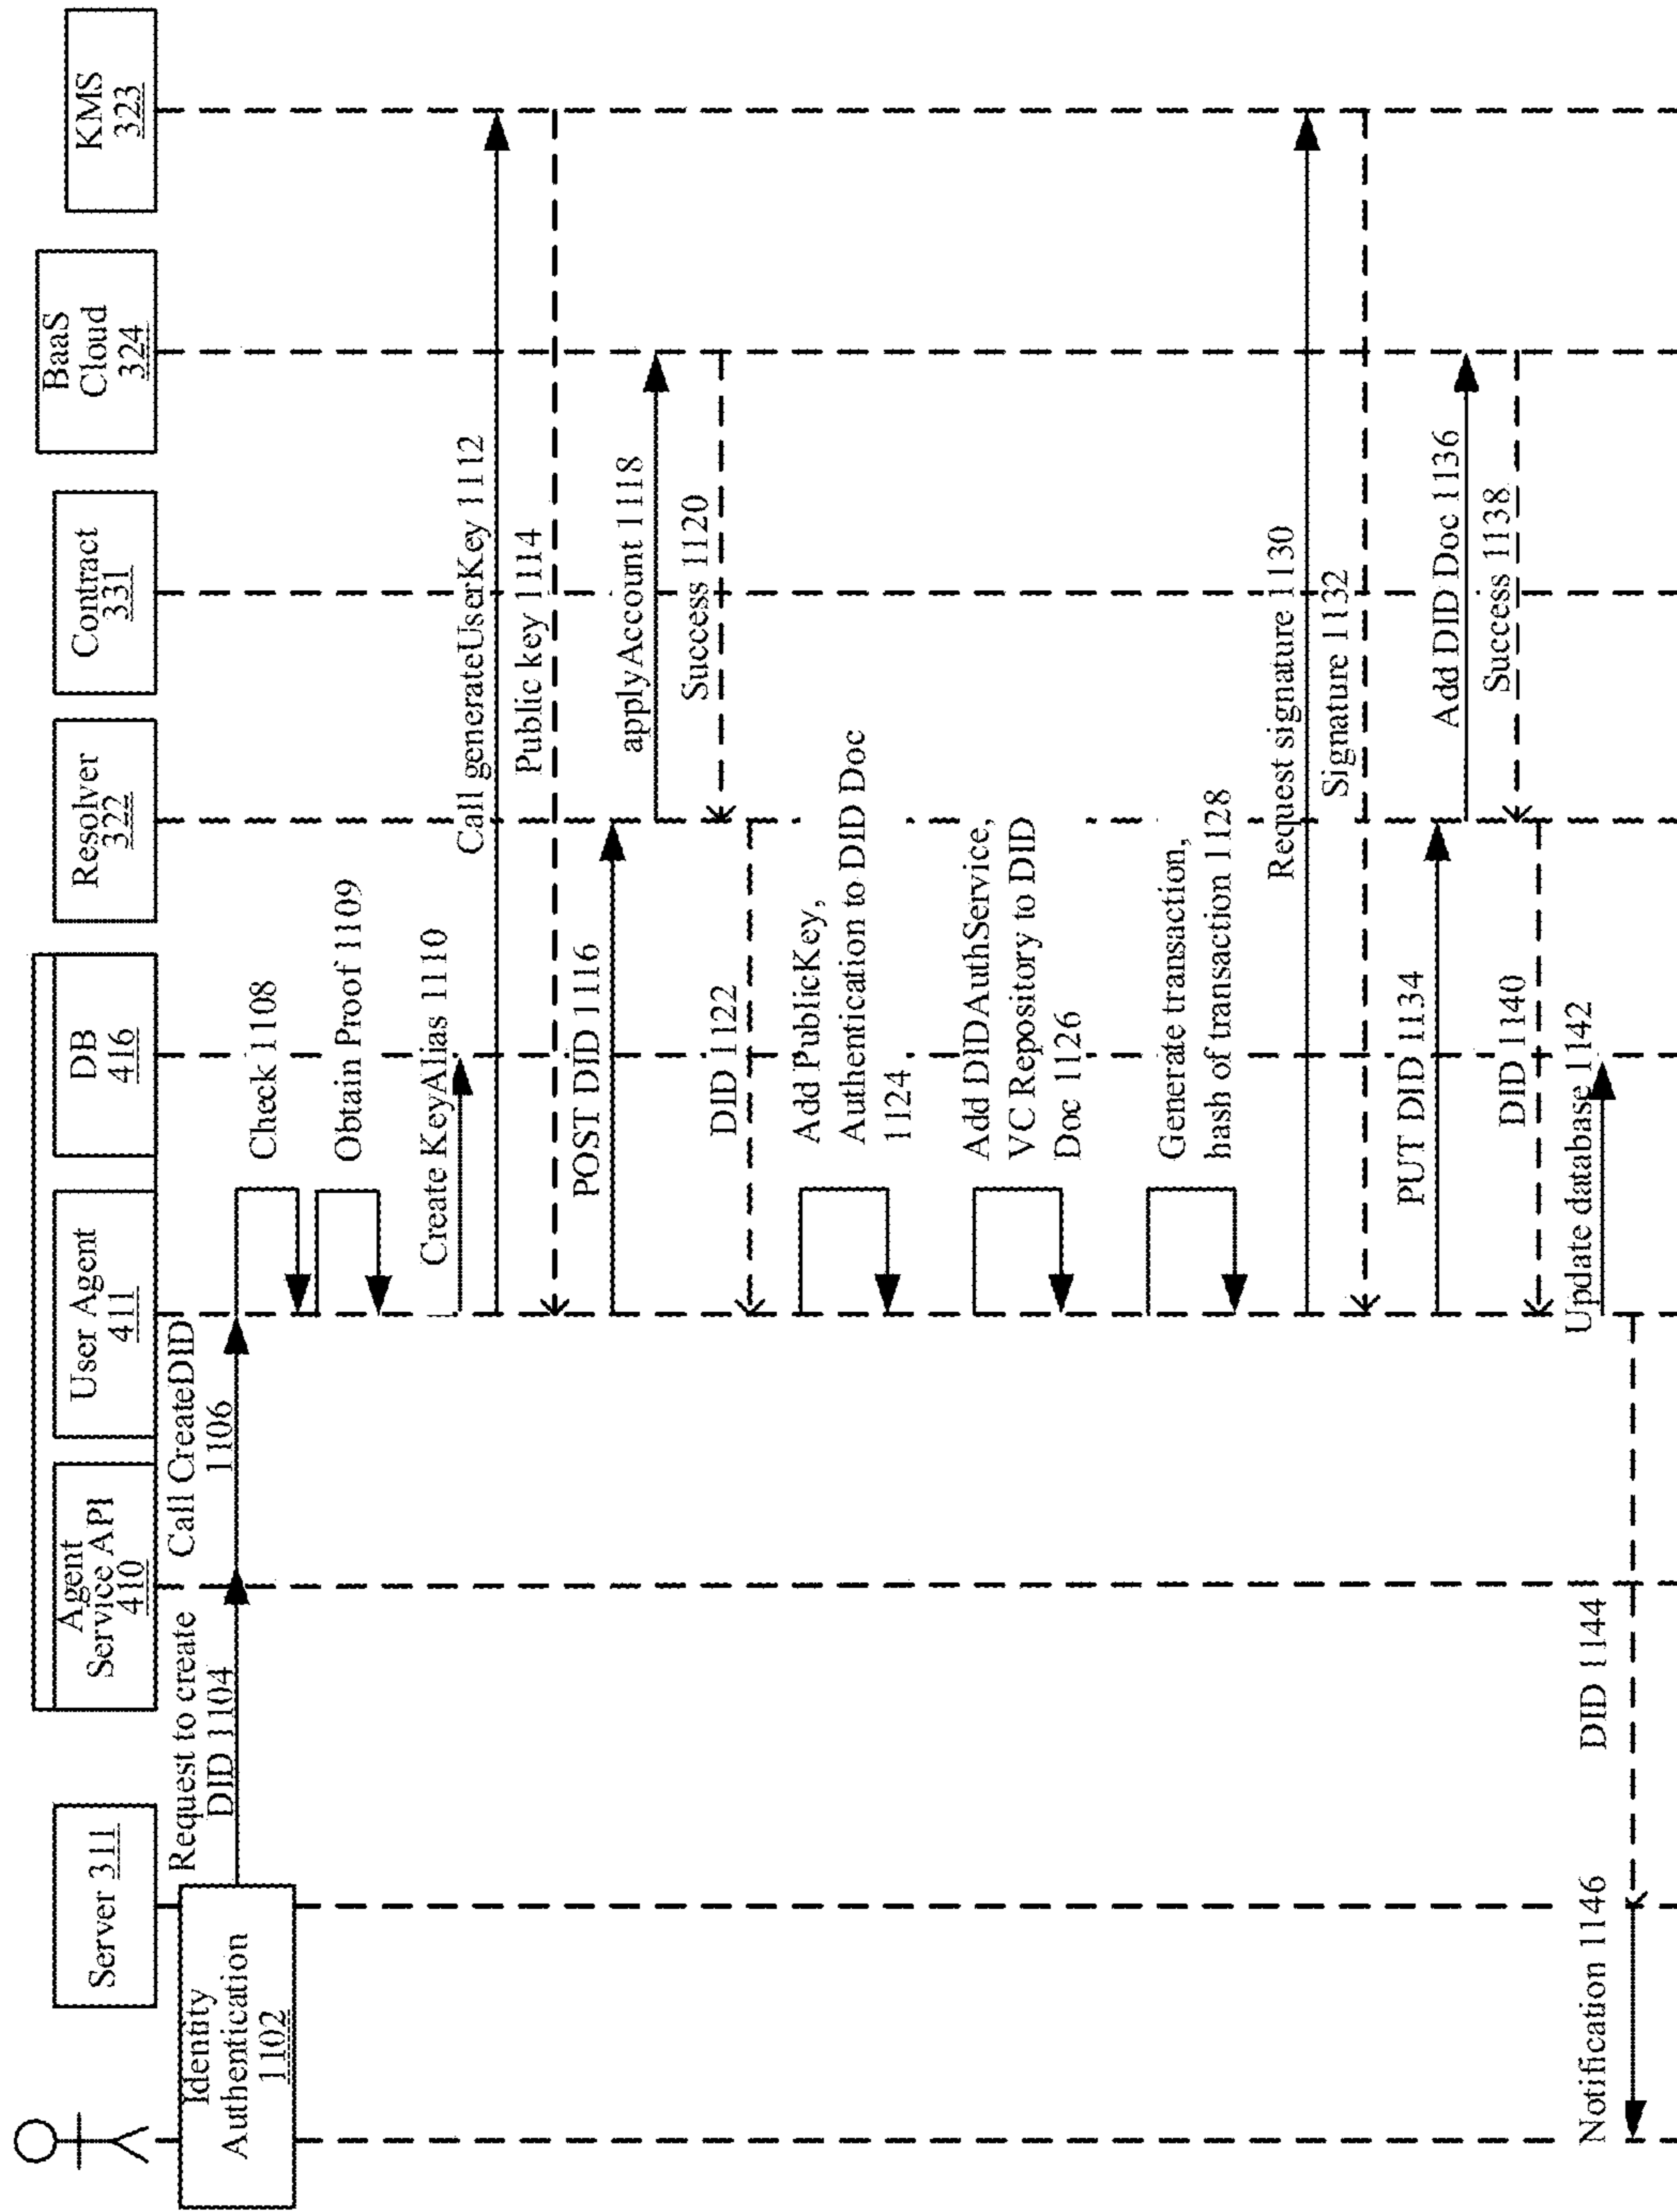 Server 311
Agent
Service API
410
User Agent
411
DB
416
Resolver
322
Contract
331
BaaS
Cloud
324
KMS
323
Identity
Authentication
1102
Request to create
DID 1104
Call CreateDID
1106
Check 1108
Obtain Proof 1109
Create KeyAlias 1110
Call generateUserKey 1112
Public key 1114
POST DID 1116
applyAccount 1118
Success 1120
DID 1122
Add PublicKey,
Authentication to DID Doc
1124
Add DIDAuthService,
VC Repository to DID
Doc 1126
Generate transaction,
hash of transaction 1128
Request signature 1130
Signature 1132
PUT DID 1134
Add DID Doc 1136
Success 1138
DID 1140
Update database 1142
DID 1144
Notification 1146